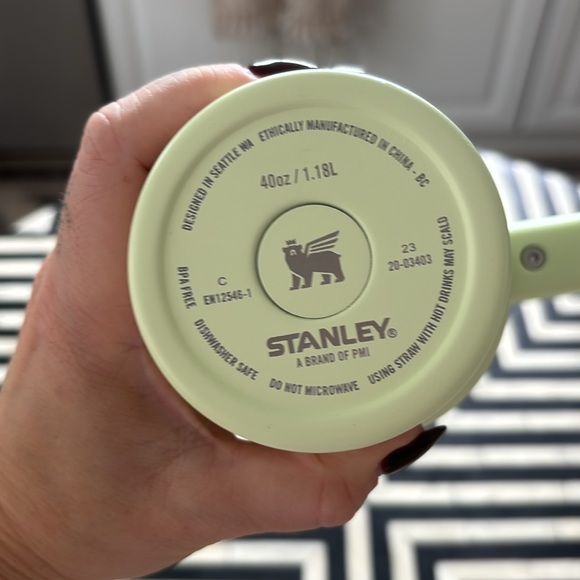 DESIGNED IN SEATTLE WA ETHICALLY MANUFACTURED IN CHINA - BC
40oz / 1.18L
C
EN12546-1
23
20-03403
STANLEY®
A BRAND OF PMI
BPA FREE DISHWASHER SAFE DO NOT MICROWAVE USING STRAW WITH HOT DRINKS MAY SCALD